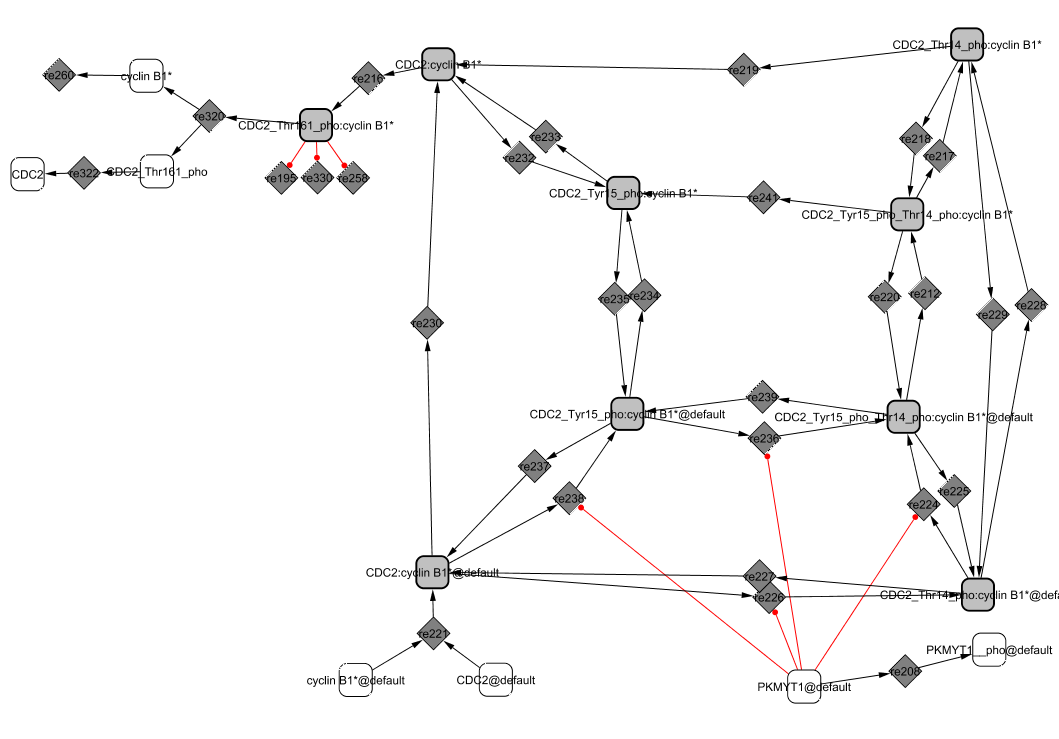 CDC2_Thr14_pho:cyclin B1*
CDC2:cyclin B1*
re219
re260
cyclin B1*
re216
re320
CDC2_Thr161_pho:cyclin B1*
re233
re218
re232
re217
CDC2
re322
CDC2_Thr161_pho
re195
re330
re258
CDC2_Tyr15_pho:cyclin B1*
re241
CDC2_Tyr15_pho_Thr14_pho:cyclin B1*
re235
re234
re220
re212
re229
re228
re230
re239
CDC2_Tyr15_pho:cyclin B1*@default
CDC2_Tyr15_pho_Thr14_pho:cyclin B1*@default
re236
re237
re238
re225
re224
CDC2:cyclin B1*@default
re227
re226
CDC2_Thr14_pho:cyclin B1*@defa
re221
PKMYT1__pho@default
re208
cyclin B1*@default
CDC2@default
PKMYT1@default